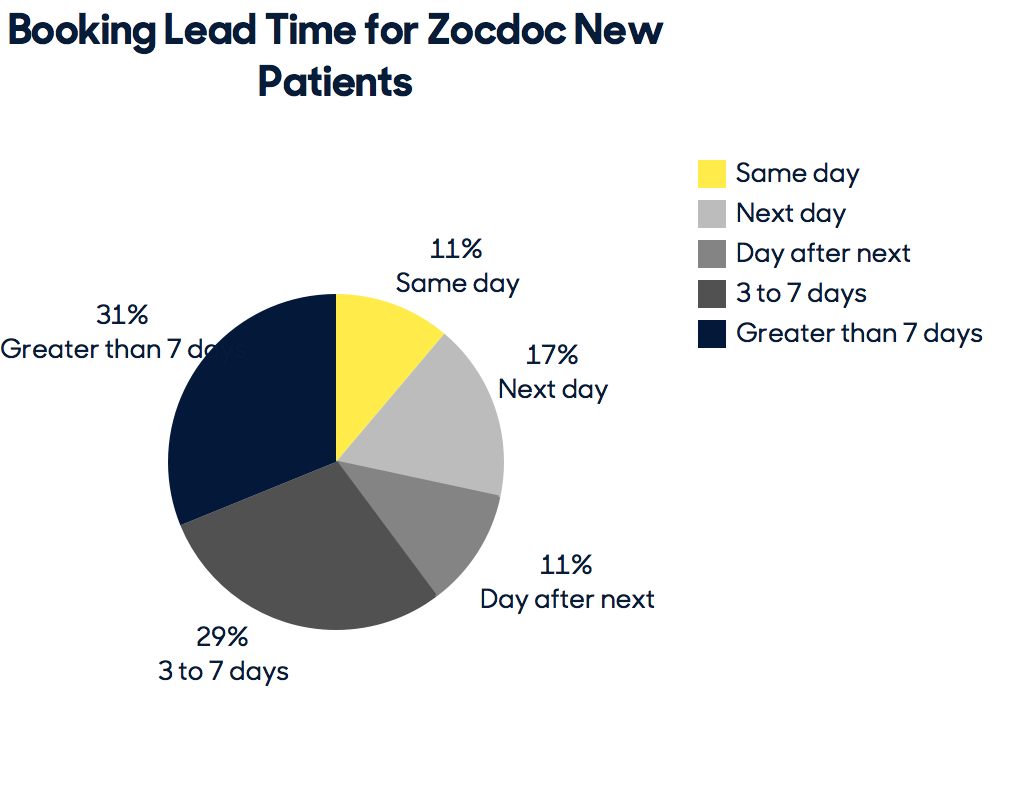 Booking Lead Time for Zocdoc New
Patients
Same day
Next day
Day after next
3 to 7 days
Greater than 7 days
11%
Same day
31%
Greater than 7 days
17%
Next day
11%
Day after next
29%
3 to 7 days